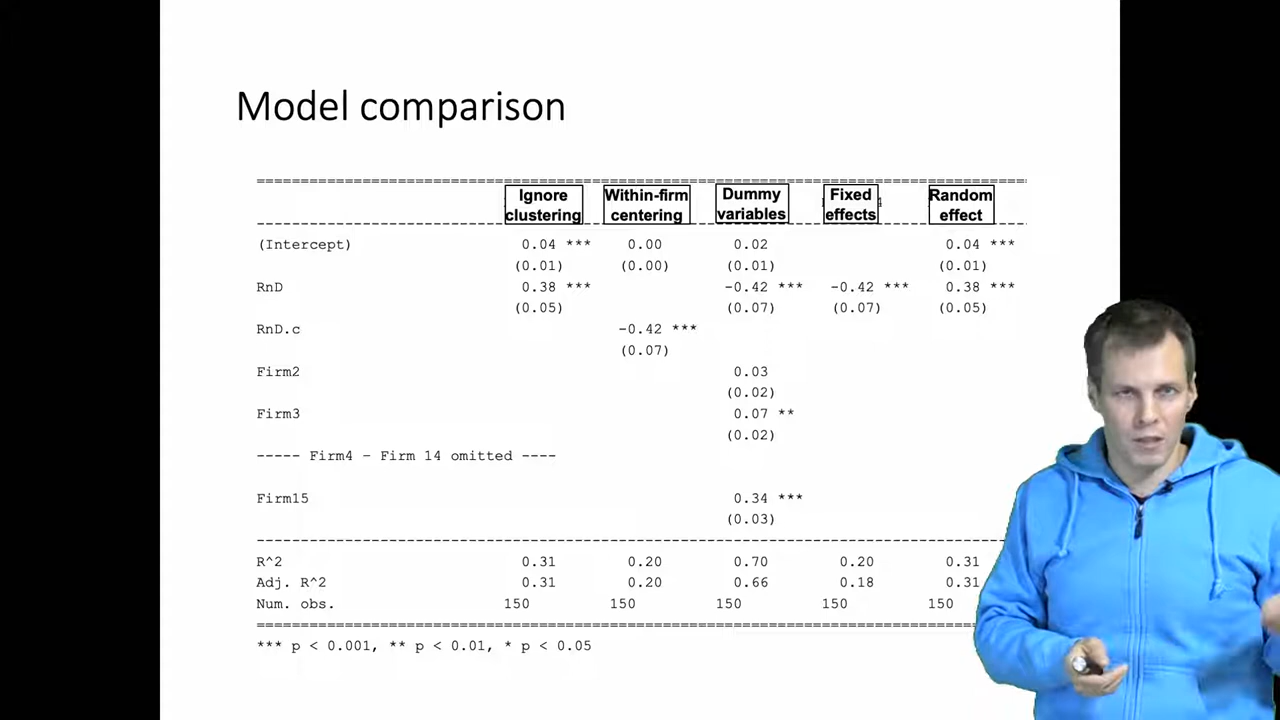 Model comparison
Ignore clustering Within-firm centering Dummy variables Fixed effects Random effect
(Intercept) 0.04 *** 0.00 0.02 0.04 ***
(0.01) (0.00) (0.01) (0.01)
RnD 0.38 *** -0.42 *** -0.42 *** 0.38 ***
(0.05) (0.07) (0.07) (0.05)
RnD.c -0.42 ***
(0.07)
Firm2 0.03
(0.02)
Firm3 0.07 **
(0.02)
----- Firm4 - Firm 14 omitted ----
Firm15 0.34 ***
(0.03)
R^2 0.31 0.20 0.70 0.20 0.31
Adj. R^2 0.31 0.20 0.66 0.18 0.31
Num. obs. 150 150 150 150 150
*** p < 0.001, ** p < 0.01, * p < 0.05